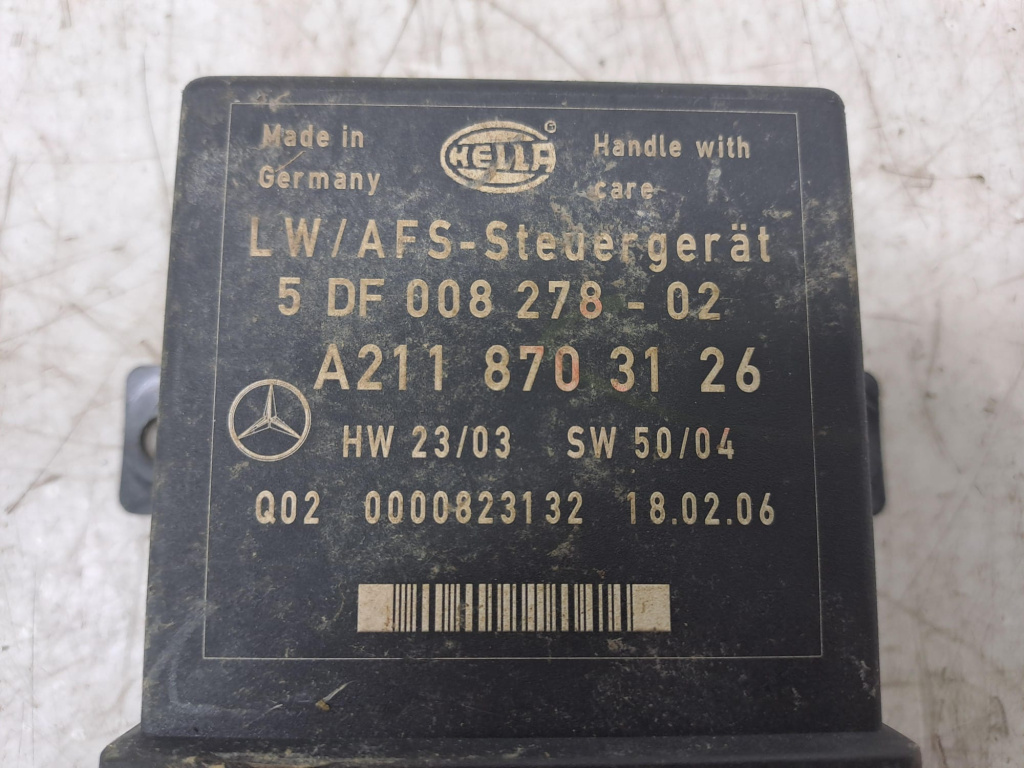 Made in
Germany
HELLA
®
Handle with
care
LW/AFS-Steuergerät
5 DF 008 278 - 02
A211 870 31 26
HW 23/03 SW 50/04
Q02 0000823132 18.02.06